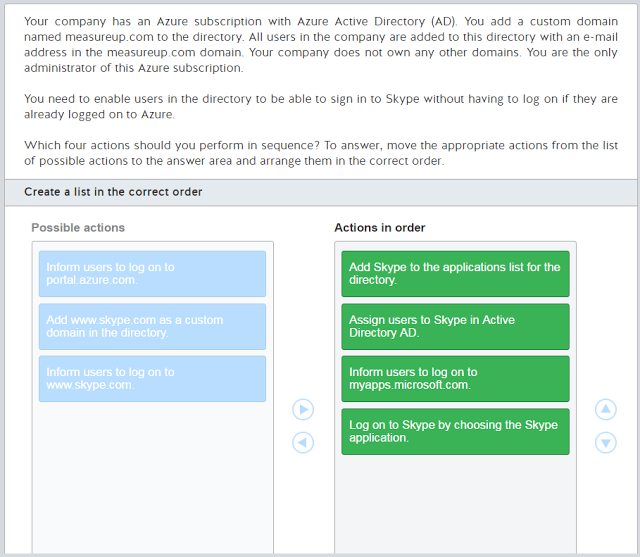 Your company has an Azure subscription with Azure Active Directory (AD). You add a custom domain
named measureup.com to the directory. All users in the company are added to this directory with an e-mail
address in the measureup.com domain. Your company does not own any other domains. You are the only
administrator of this Azure subscription.
You need to enable users in the directory to be able to sign in to Skype without having to log on if they are
already logged on to Azure.
Which four actions should you perform in sequence? To answer, move the appropriate actions from the list
of possible actions to the answer area and arrange them in the correct order.
Create a list in the correct order
Possible actions
Inform users to log on to
portal.azure.com.
Add www.skype.com as a custom
domain in the directory.
Inform users to log on to
www.skype.com.
Actions in order
Add Skype to the applications list for the
directory.
Assign users to Skype in Active
Directory AD.
Inform users to log on to
myapps.microsoft.com.
Log on to Skype by choosing the Skype
application.